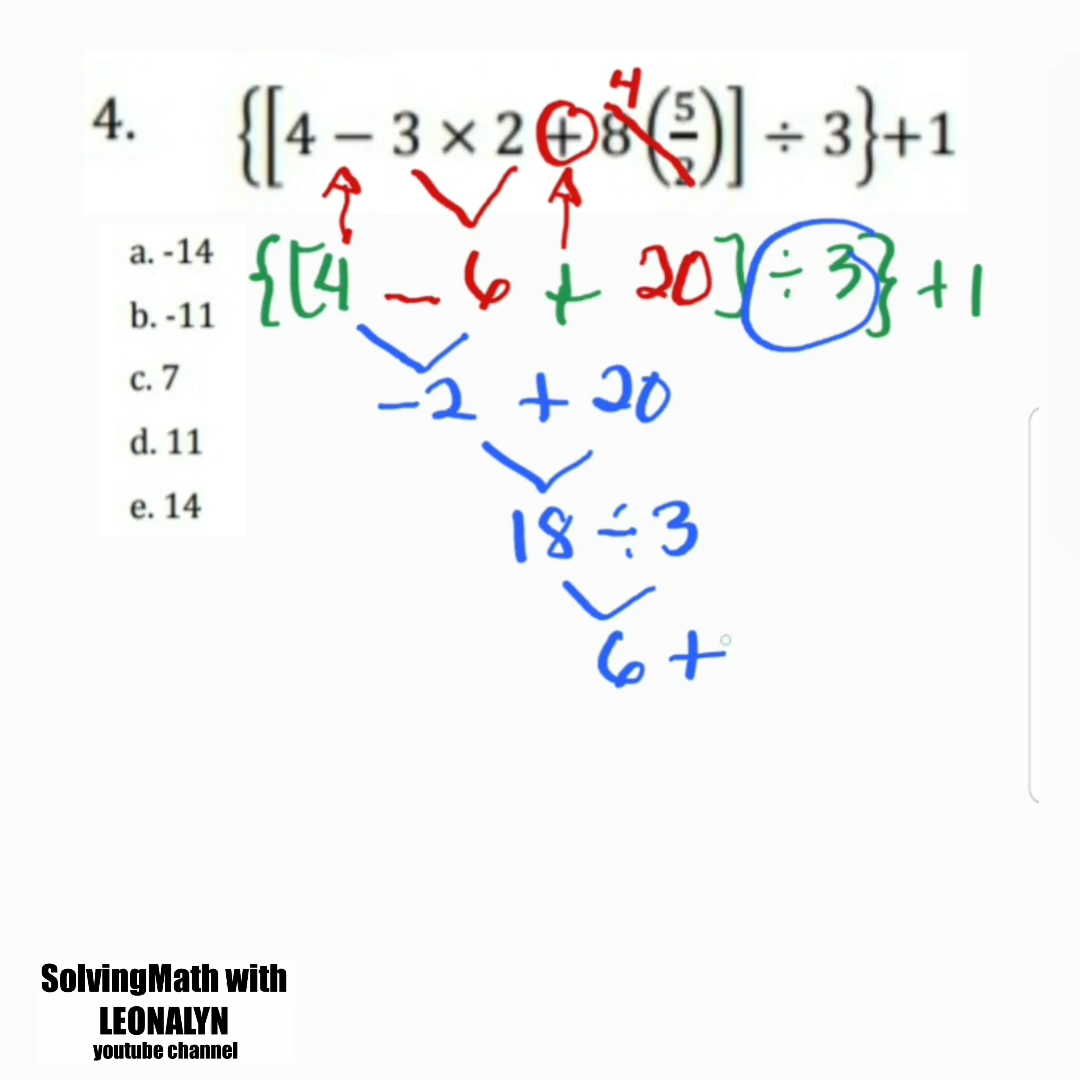 4. {[4 − 3 × 2 + 8(5/2)] ÷ 3}+1
4
a. -14
b. -11
c. 7
d. 11
e. 14
{[4 − 6 + 20] ÷ 3} + 1
−2 + 20
18 ÷ 3
6 +
SolvingMath with
LEONALYN
youtube channel